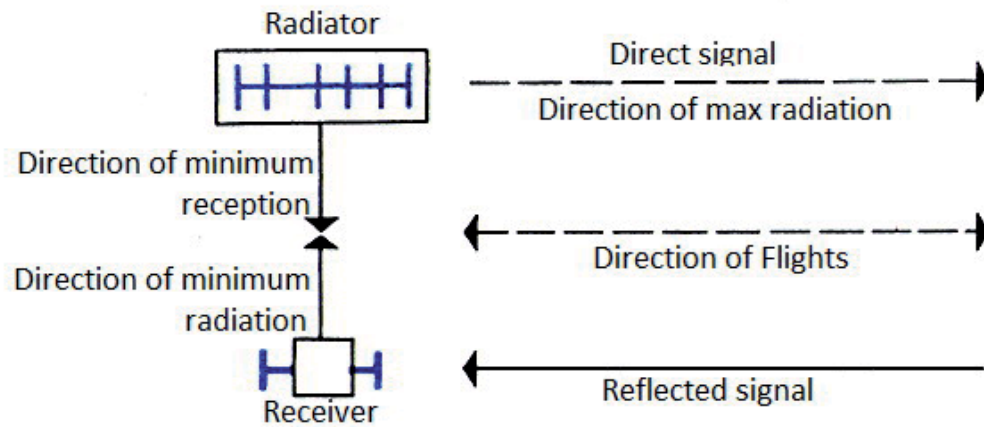 Radiator
Direct signal
Direction of max radiation
Direction of minimum
reception
Direction of Flights
Direction of minimum
radiation
Reflected signal
Receiver